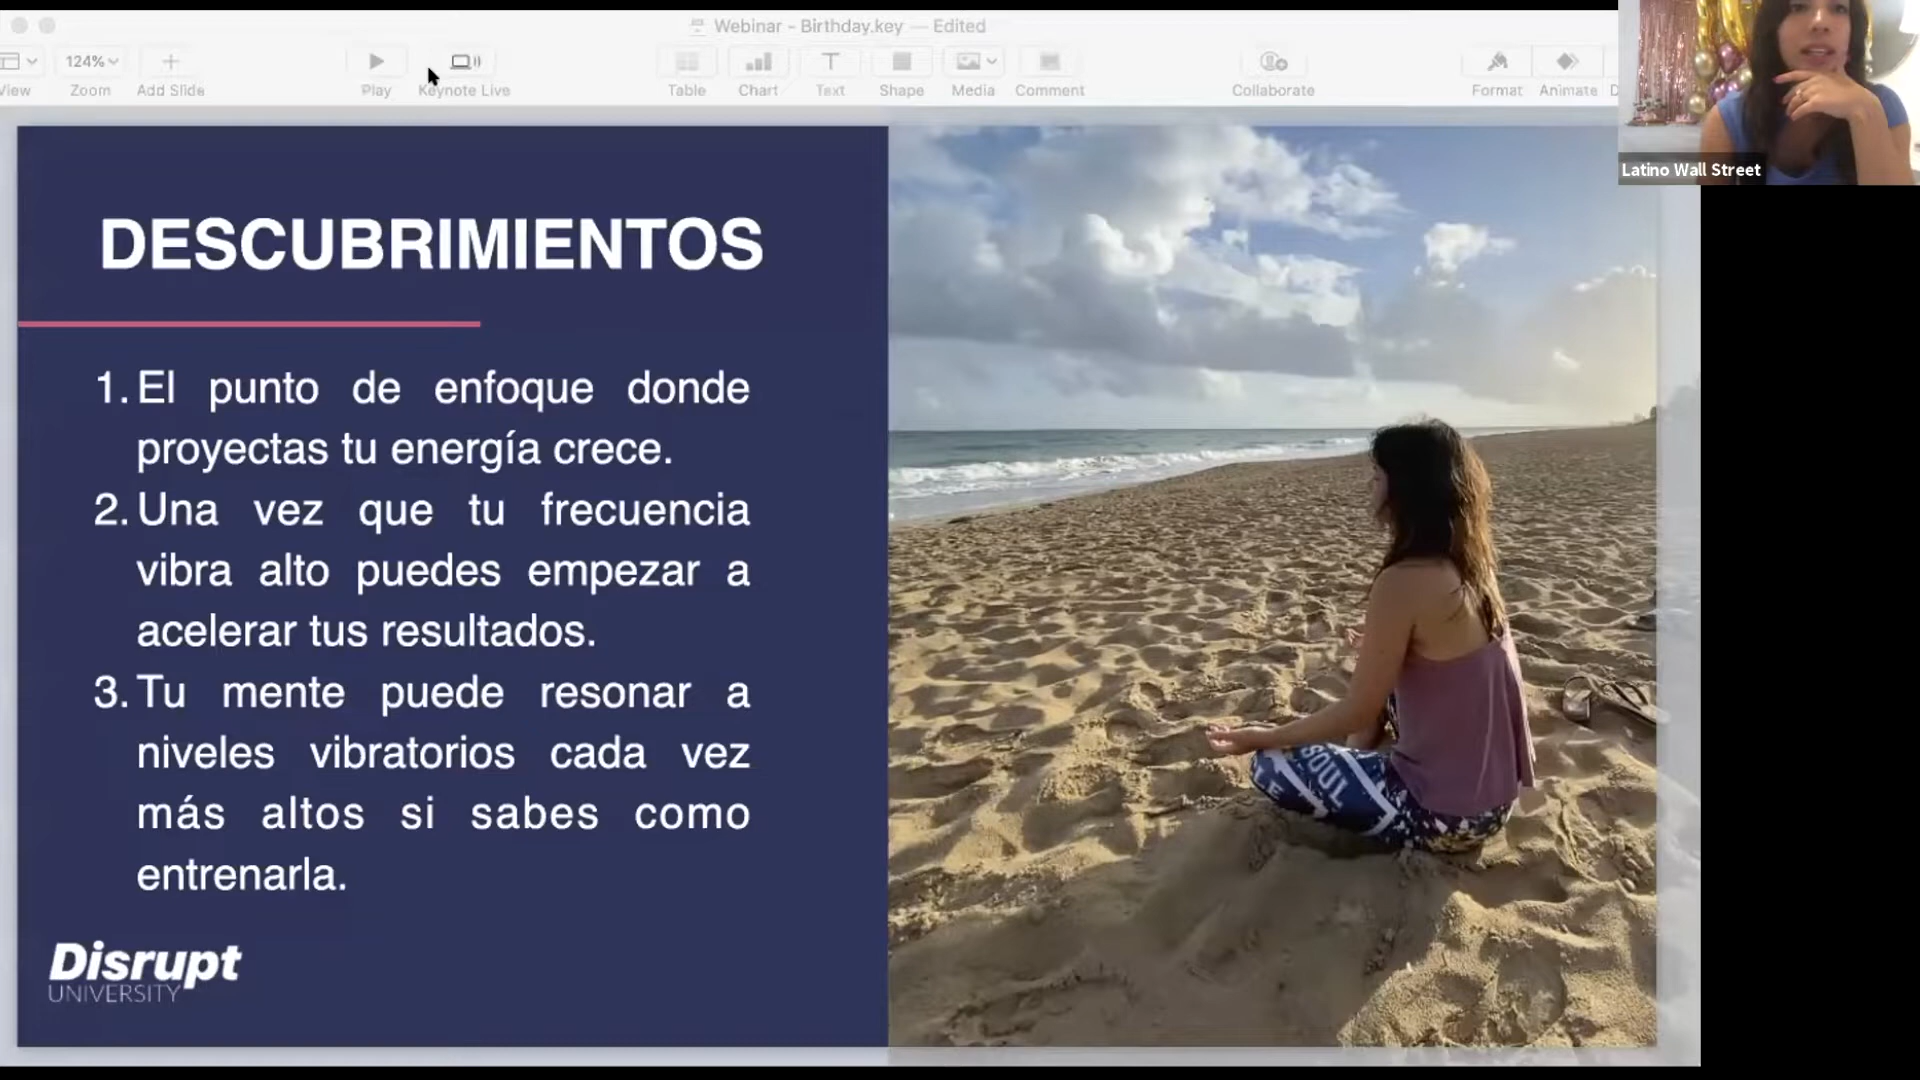 Webinar - Birthday.key — Edited
124%
View
Zoom
Add Slide
Play
Keynote Live
Table
Chart
Text
Shape
Media
Comment
Collaborate
Format
Animate
Latino Wall Street
DESCUBRIMIENTOS
1. El punto de enfoque donde
proyectas tu energía crece.
2. Una vez que tu frecuencia
vibra alto puedes empezar a
acelerar tus resultados.
3. Tu mente puede resonar a
niveles vibratorios cada vez
más altos si sabes como
entrenarla.
SOUL
Disrupt
UNIVERSITY